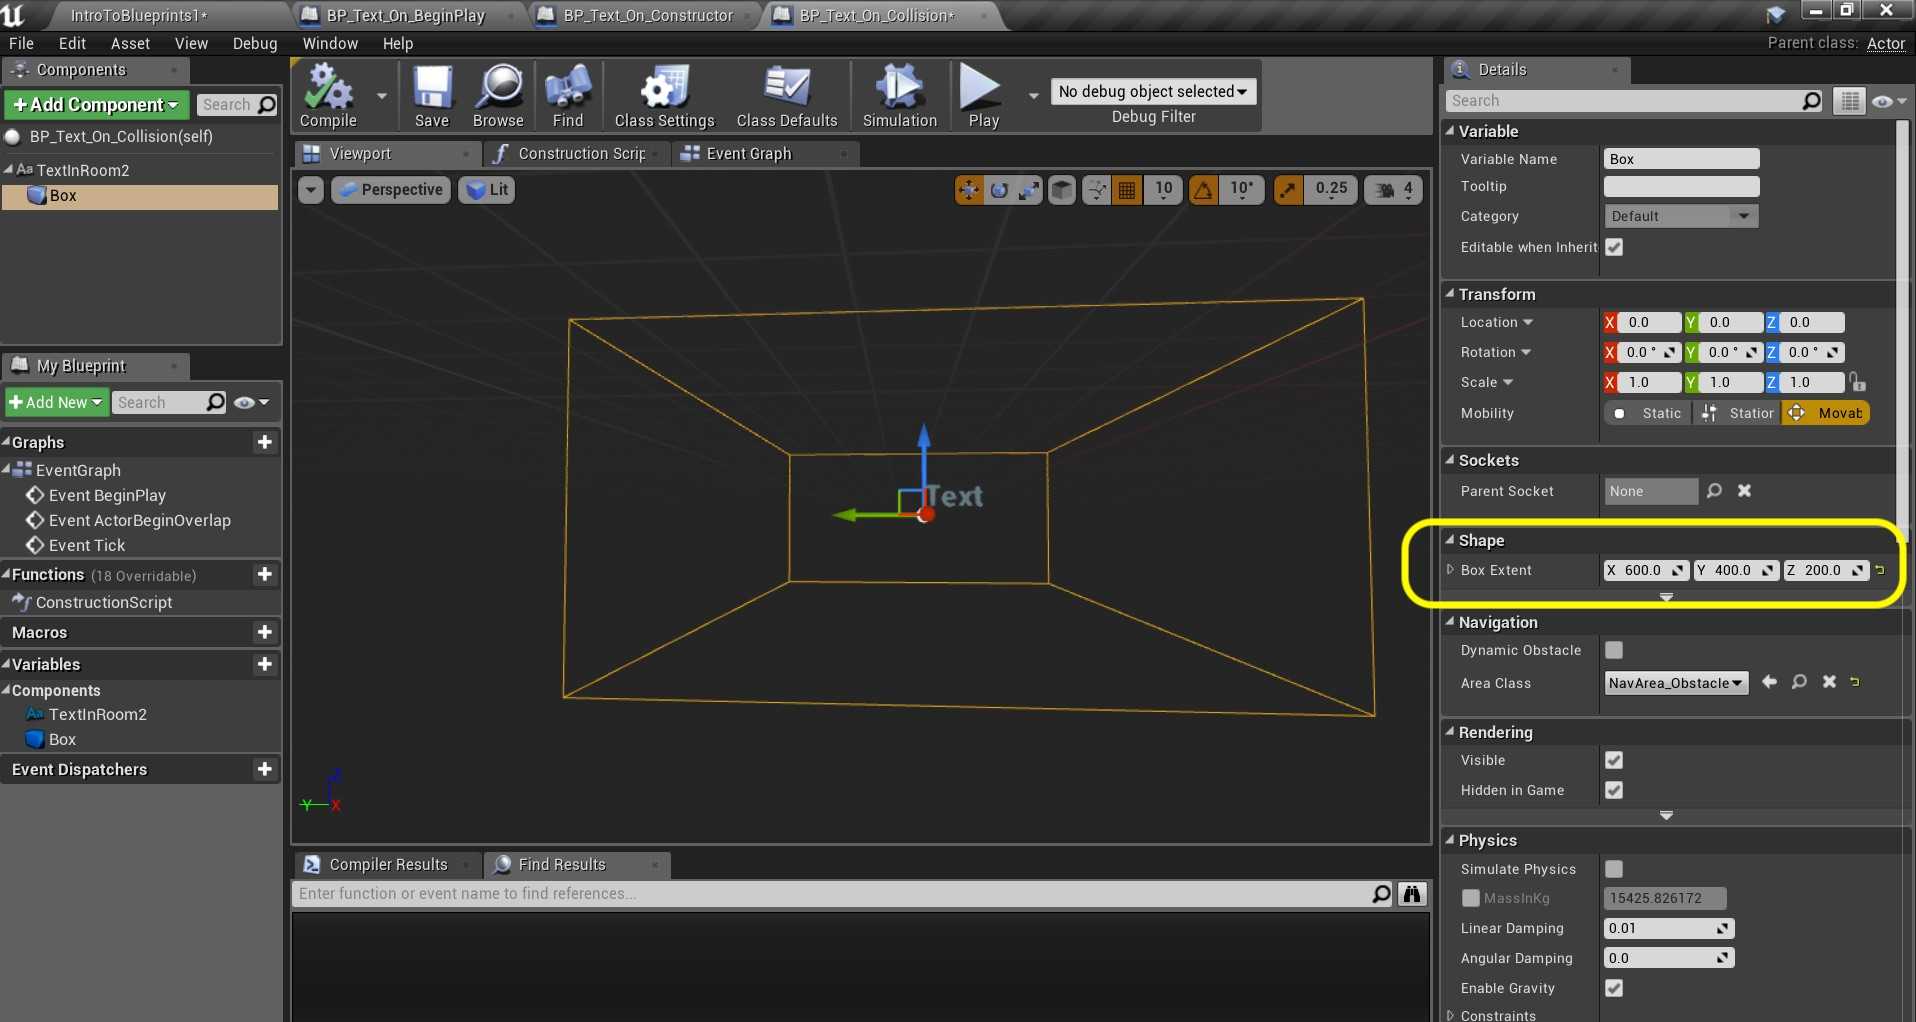 IntroToBlueprints1*
BP_Text_On_BeginPlay
BP_Text_On_Constructor
BP_Text_On_Collision*
File Edit Asset View Debug Window Help
Parent class: Actor
Components
+Add Component
Search
BP_Text_On_Collision(self)
Aa TextInRoom2
Box
My Blueprint
+Add New
Search
Graphs
EventGraph
Event BeginPlay
Event ActorBeginOverlap
Event Tick
Functions (18 Overridable)
ConstructionScript
Macros
Variables
Components
Aa TextInRoom2
Box
Event Dispatchers
Compile
Save
Browse
Find
Class Settings
Class Defaults
Simulation
Play
No debug object selected
Debug Filter
Viewport
Construction Scrip
Event Graph
Perspective
Lit
10
10°
0.25
4
Text
Z
Y X
Compiler Results
Find Results
Enter function or event name to find references...
Details
Search
Variable
Variable Name Box
Tooltip
Category Default
Editable when Inherit
Transform
Location X 0.0 Y 0.0 Z 0.0
Rotation X 0.0 ° Y 0.0 ° Z 0.0 °
Scale X 1.0 Y 1.0 Z 1.0
Mobility Static Station Movab
Sockets
Parent Socket None
Shape
Box Extent X 600.0 Y 400.0 Z 200.0
Navigation
Dynamic Obstacle
Area Class NavArea_Obstacle
Rendering
Visible
Hidden in Game
Physics
Simulate Physics
MassInKg 15425.826172
Linear Damping 0.01
Angular Damping 0.0
Enable Gravity
Constraints